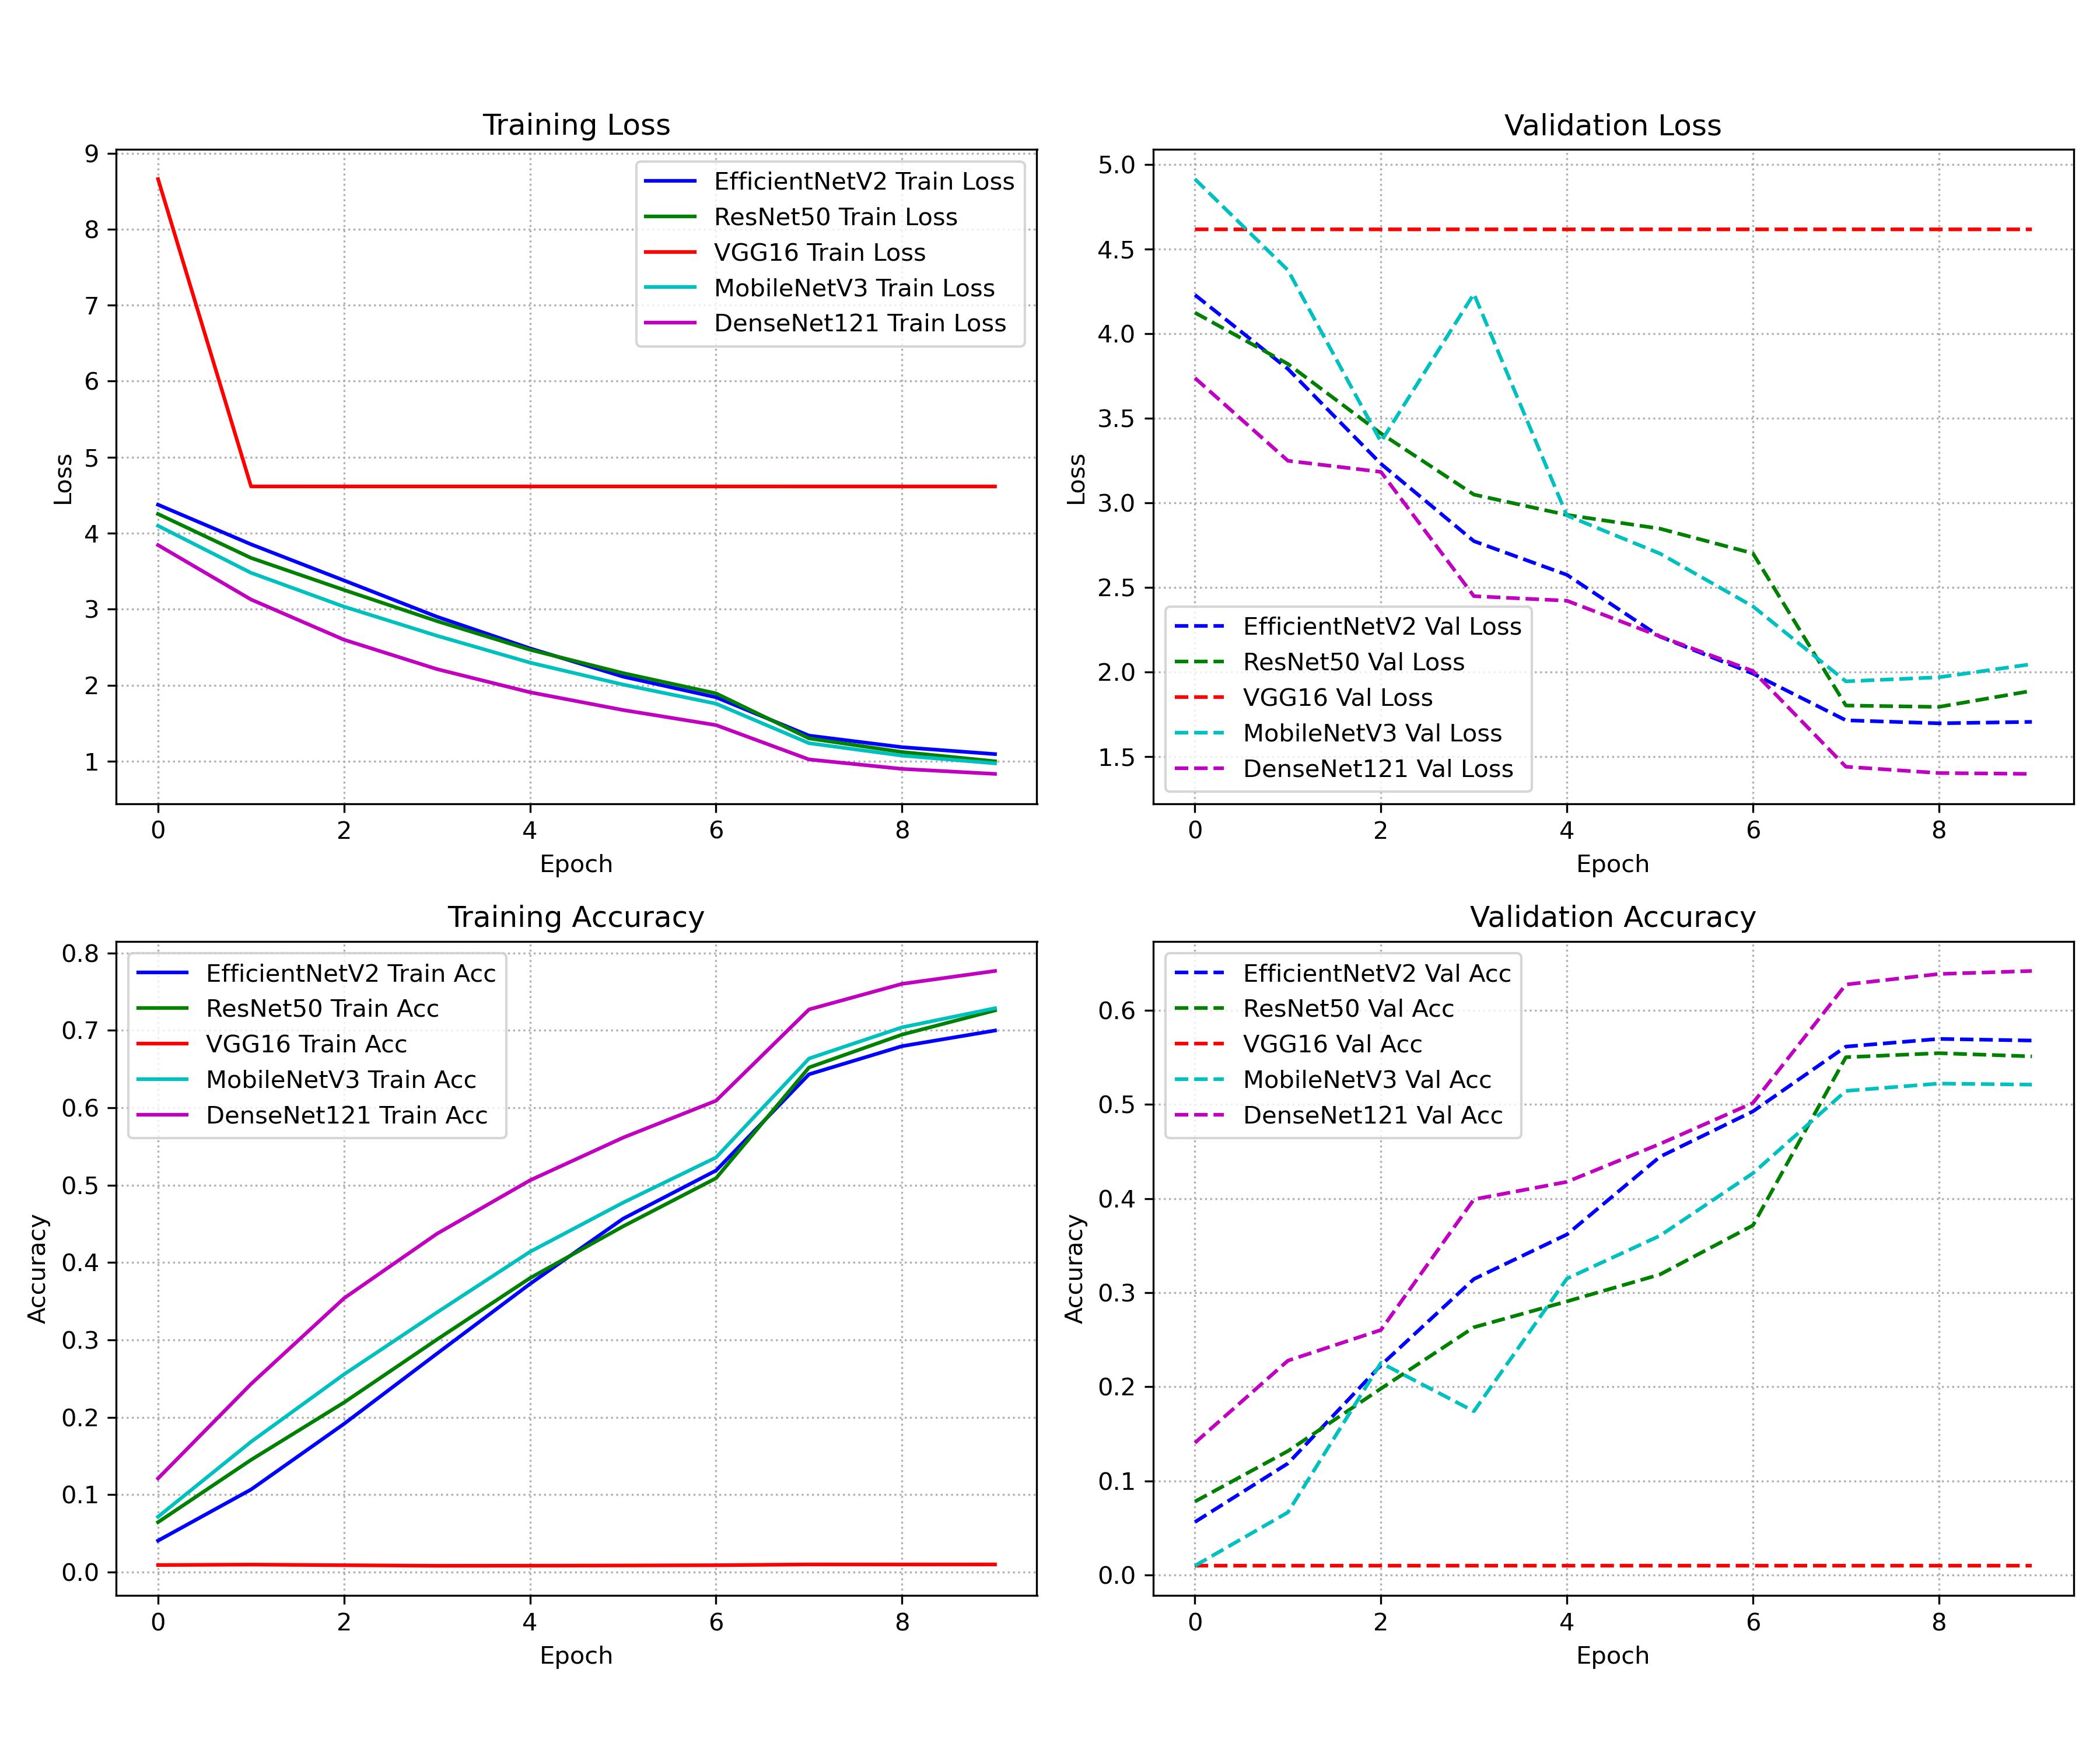 Training Loss
9
8
7
6
5
4
3
2
1
Loss
EfficientNetV2 Train Loss
ResNet50 Train Loss
VGG16 Train Loss
MobileNetV3 Train Loss
DenseNet121 Train Loss
0 2 4 6 8
Epoch
Validation Loss
5.0
4.5
4.0
3.5
3.0
2.5
2.0
1.5
Loss
EfficientNetV2 Val Loss
ResNet50 Val Loss
VGG16 Val Loss
MobileNetV3 Val Loss
DenseNet121 Val Loss
0 2 4 6 8
Epoch
Training Accuracy
0.8
0.7
0.6
0.5
0.4
0.3
0.2
0.1
0.0
Accuracy
EfficientNetV2 Train Acc
ResNet50 Train Acc
VGG16 Train Acc
MobileNetV3 Train Acc
DenseNet121 Train Acc
0 2 4 6 8
Epoch
Validation Accuracy
0.6
0.5
0.4
0.3
0.2
0.1
0.0
Accuracy
EfficientNetV2 Val Acc
ResNet50 Val Acc
VGG16 Val Acc
MobileNetV3 Val Acc
DenseNet121 Val Acc
0 2 4 6 8
Epoch